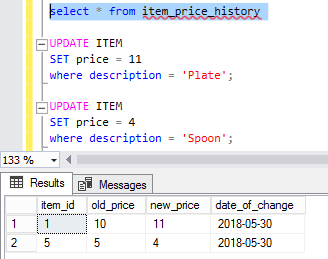 select * from item_price_history
UPDATE ITEM
SET price = 11
where description = 'Plate';
UPDATE ITEM
SET price = 4
where description = 'Spoon';
133 %
Results Messages
item_id old_price new_price date_of_change
1 1 10 11 2018-05-30
2 5 5 4 2018-05-30